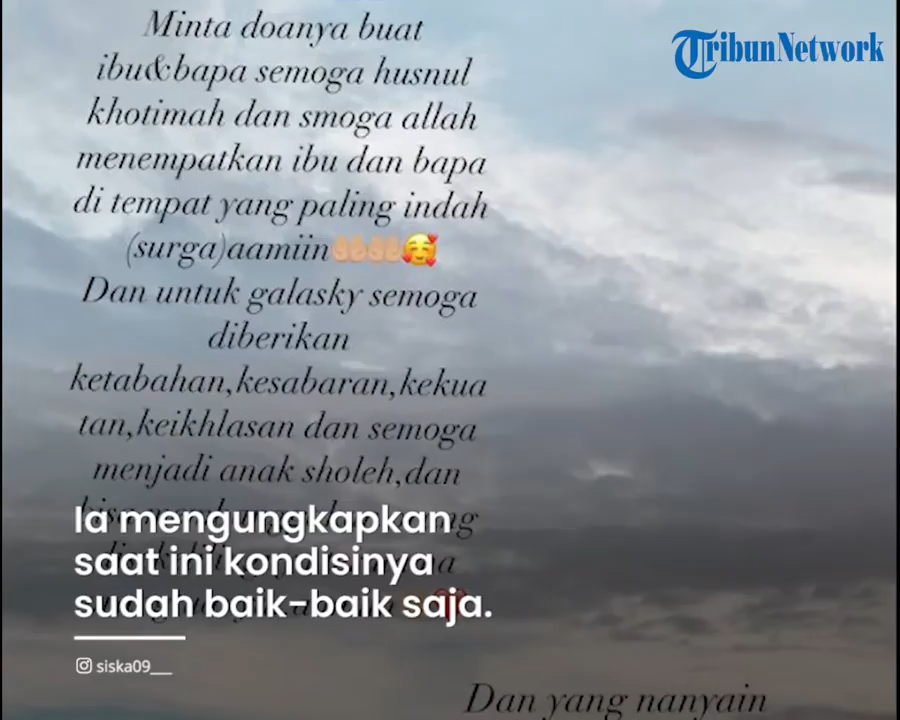 TribunNetwork
Minta doanya buat
ibu&bapa semoga husnul
khotimah dan smoga allah
menempatkan ibu dan bapa
di tempat yang paling indah
(surga)aamiin🤲🏻🤲🏻🤲🏻🥰
Dan untuk galasky semoga
diberikan
ketabahan,kesabaran,kekua
tan,keikhlasan dan semoga
menjadi anak sholeh,dan
Ia mengungkapkan
saat ini kondisinya
sudah baik-baik saja.
siska09___
Dan yang nanyain